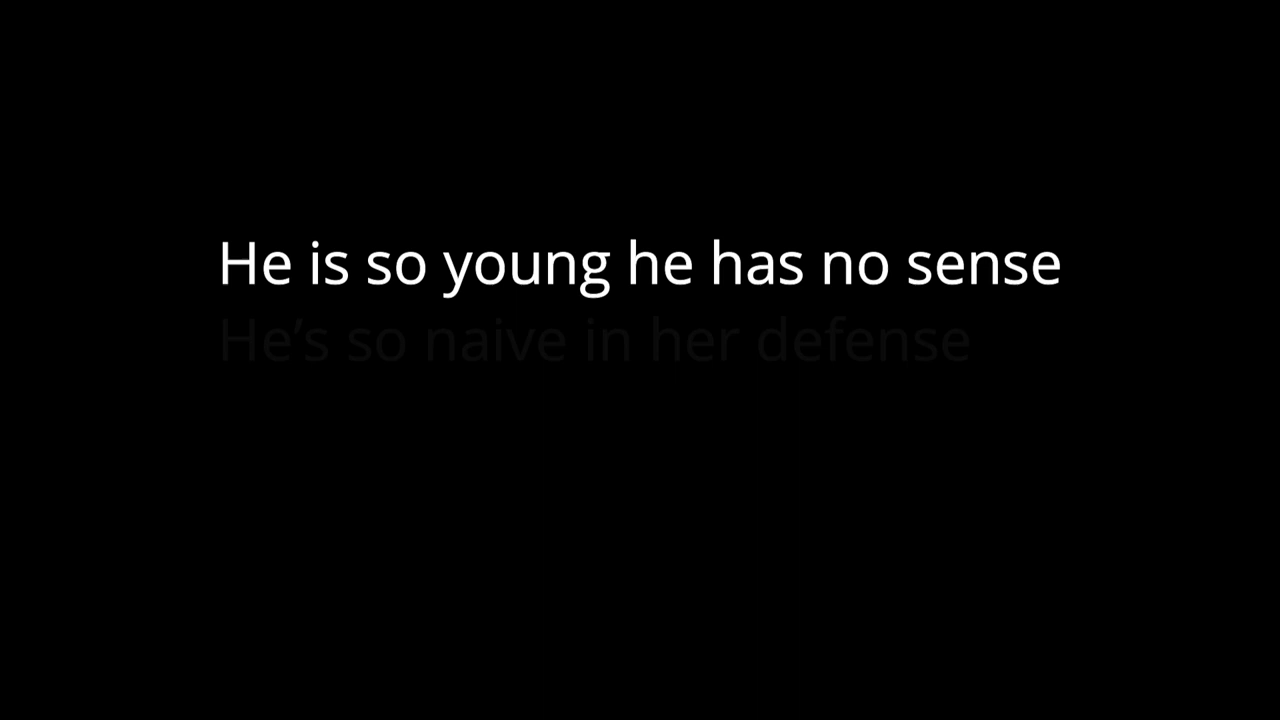 He is so young he has no sense
He’s so naive in her defense